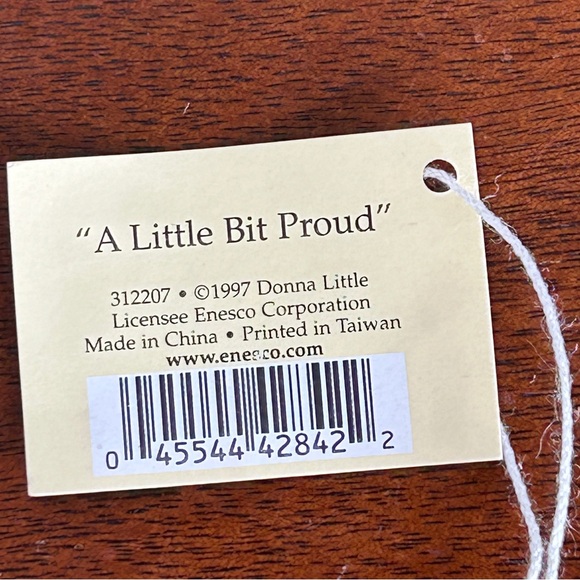 “A Little Bit Proud”
312207 • ©1997 Donna Little
Licensee Enesco Corporation
Made in China • Printed in Taiwan
www.enesco.com
0 45544 42842 2